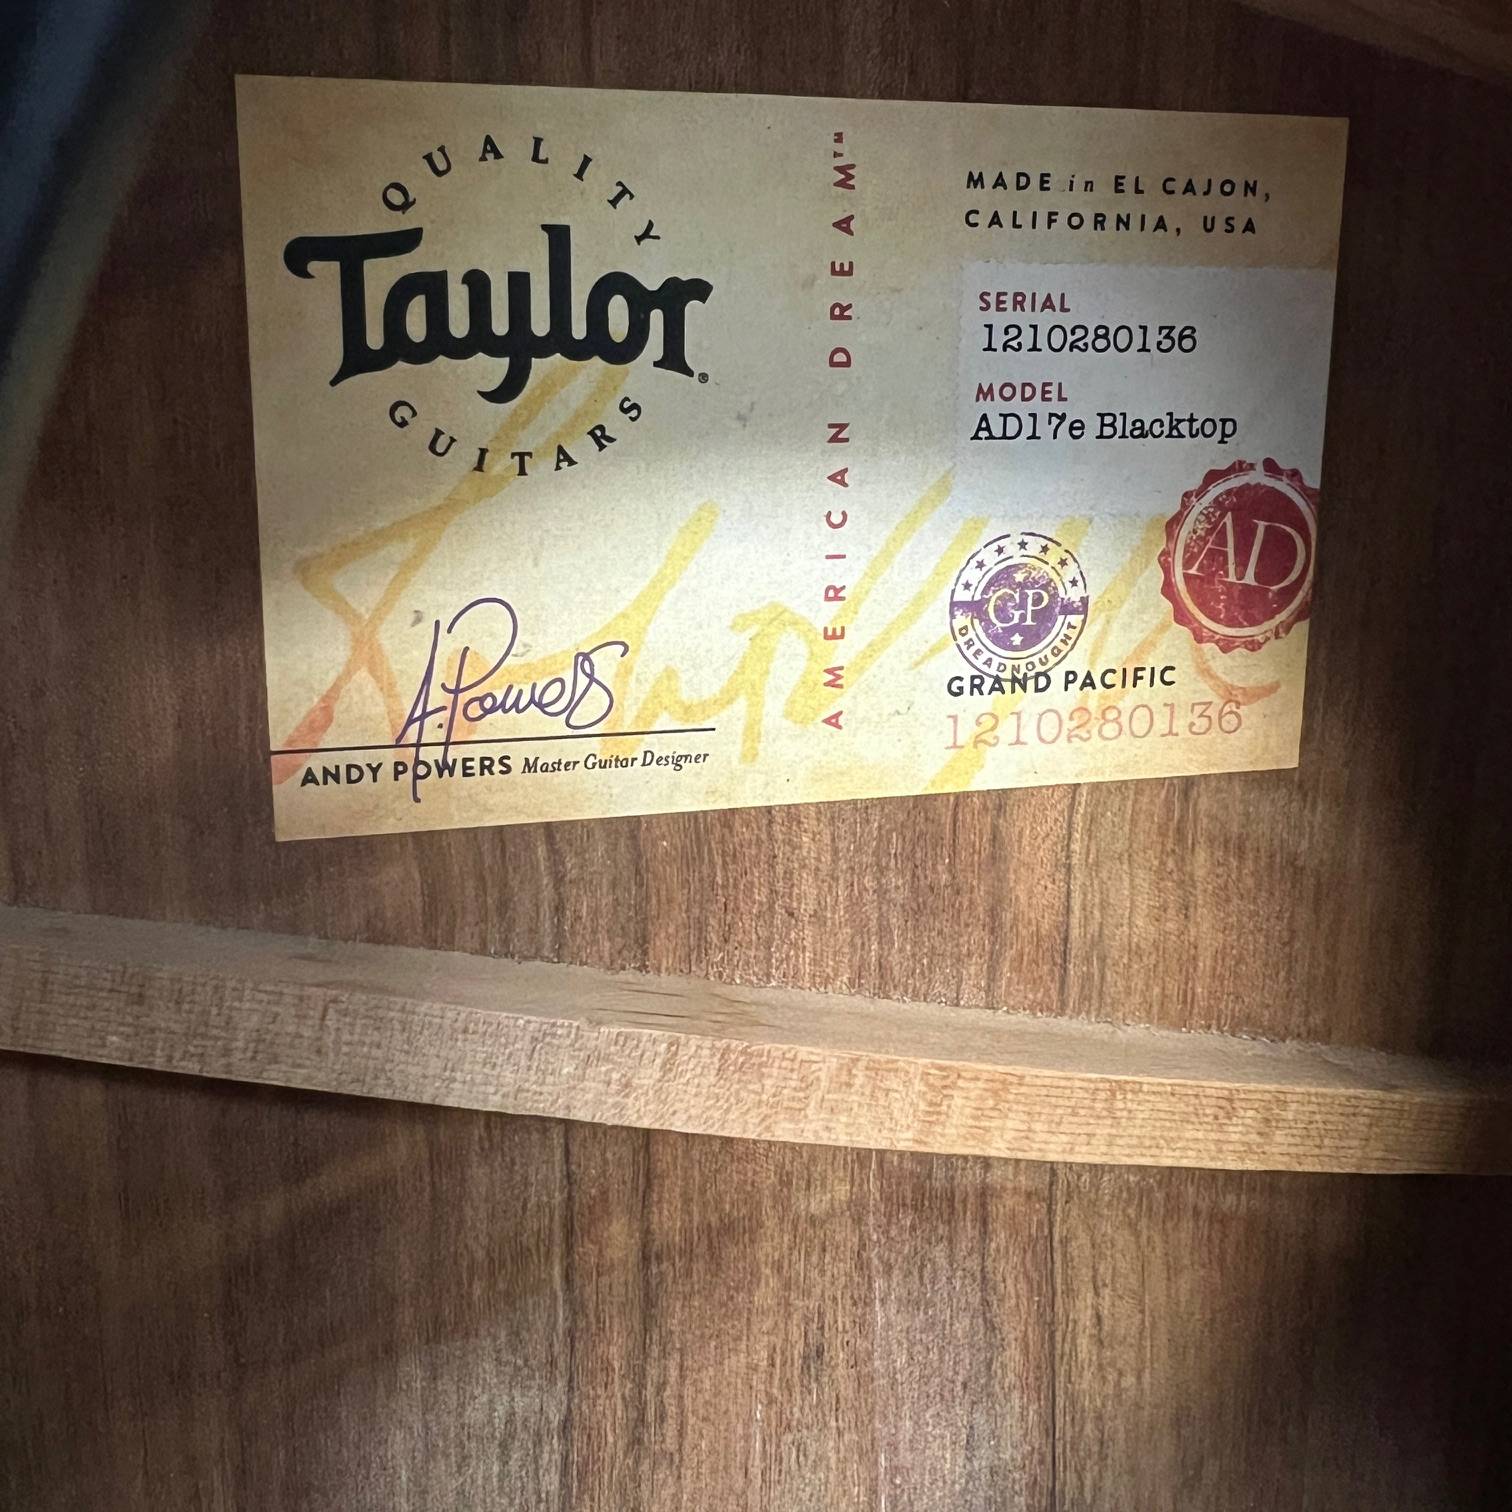 QUALITY
Taylor®
GUITARS
A.Powers
ANDY POWERS Master Guitar Designer
AMERICAN DREAM™
MADE in EL CAJON,
CALIFORNIA, USA
SERIAL
1210280136
MODEL
AD17e Blacktop
AD
GP
DREADNOUGHT
GRAND PACIFIC
1210280136